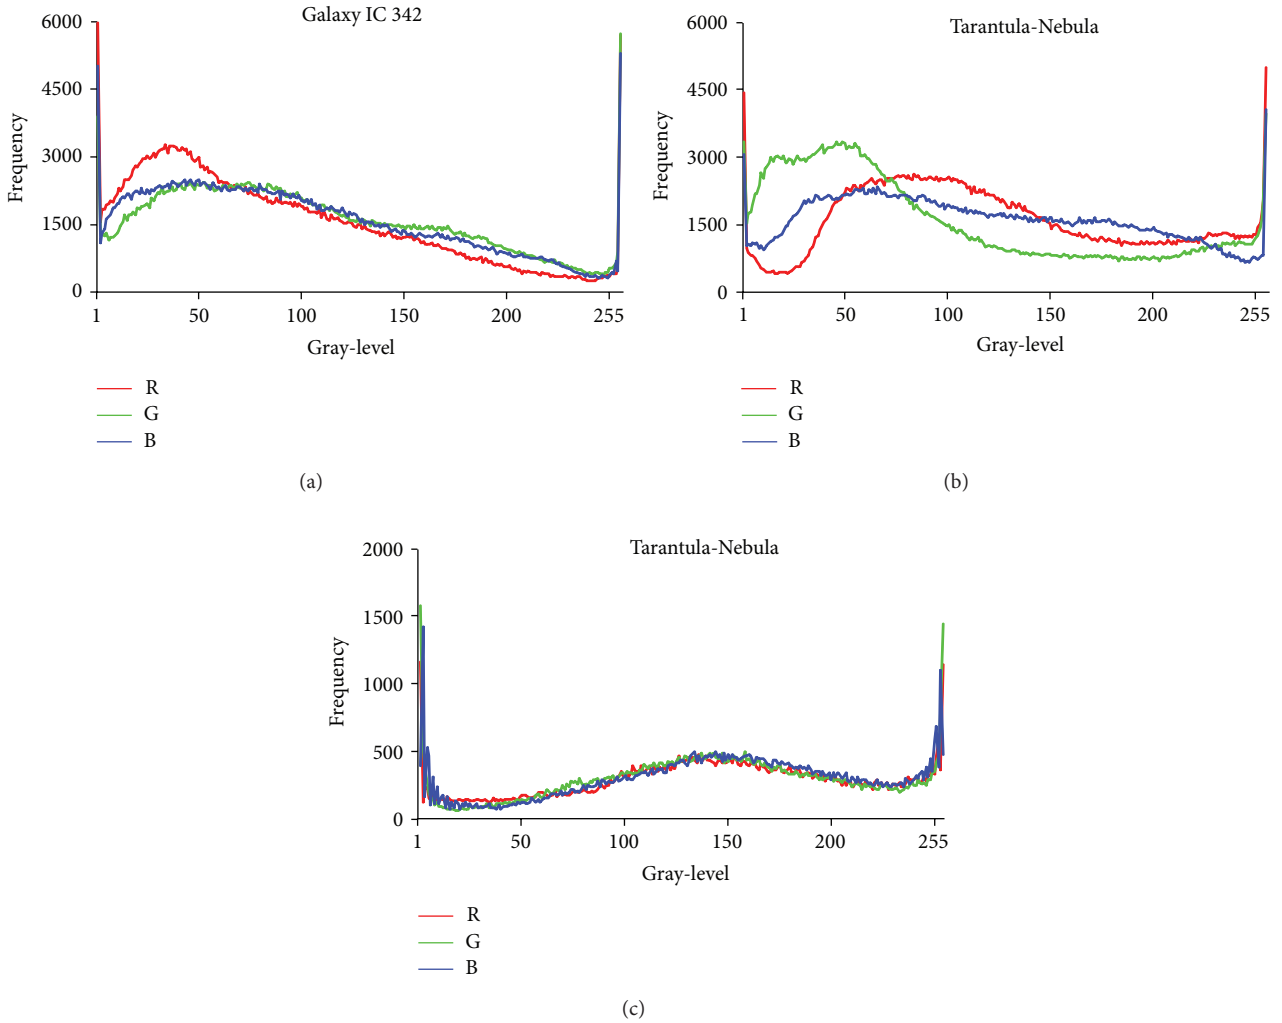 Galaxy IC 342
6000
4500
3000
1500
0
Frequency
1 50 100 150 200 255
Gray-level
R
G
B
(a)
Tarantula-Nebula
6000
4500
3000
1500
0
Frequency
1 50 100 150 200 255
Gray-level
R
G
B
(b)
Tarantula-Nebula
2000
1500
1000
500
0
Frequency
1 50 100 150 200 255
Gray-level
R
G
B
(c)